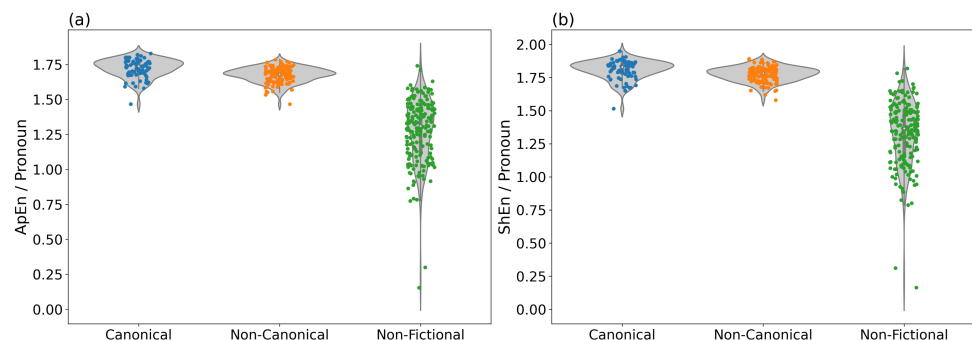 (a)
ApEn / Pronoun
1.75
1.50
1.25
1.00
0.75
0.50
0.25
0.00
Canonical
Non-Canonical
Non-Fictional
(b)
ShEn / Pronoun
2.00
1.75
1.50
1.25
1.00
0.75
0.50
0.25
0.00
Canonical
Non-Canonical
Non-Fictional